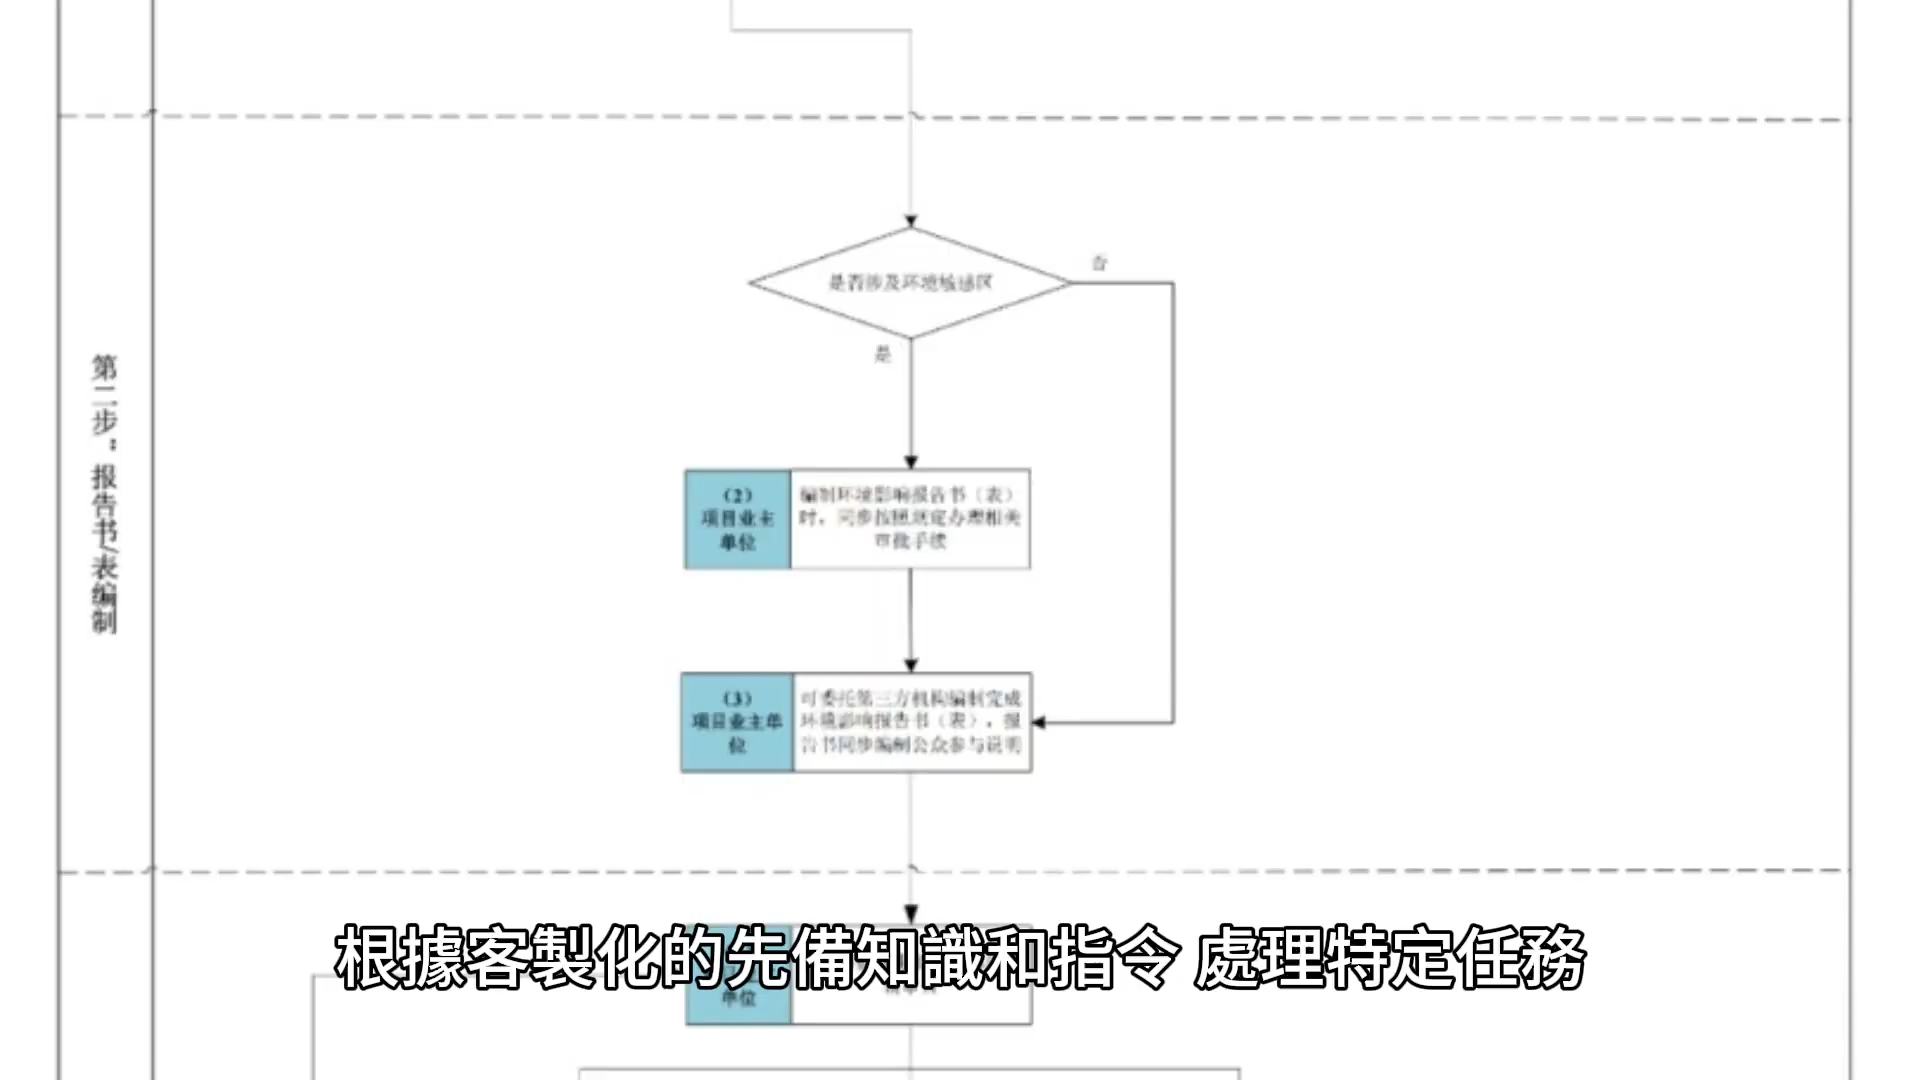 第二步：报告书/表编制
是否涉及环境敏感区
否
是
（2）
项目业主
单位
编制环境影响报告书（表）
时，同步按照规定办理相关
审批手续
（3）
项目业主单
位
可委托第三方机构编制完成
环境影响报告书（表），报
告书同步编制公众参与说明
单位
根據客製化的先備知識和指令 處理特定任務